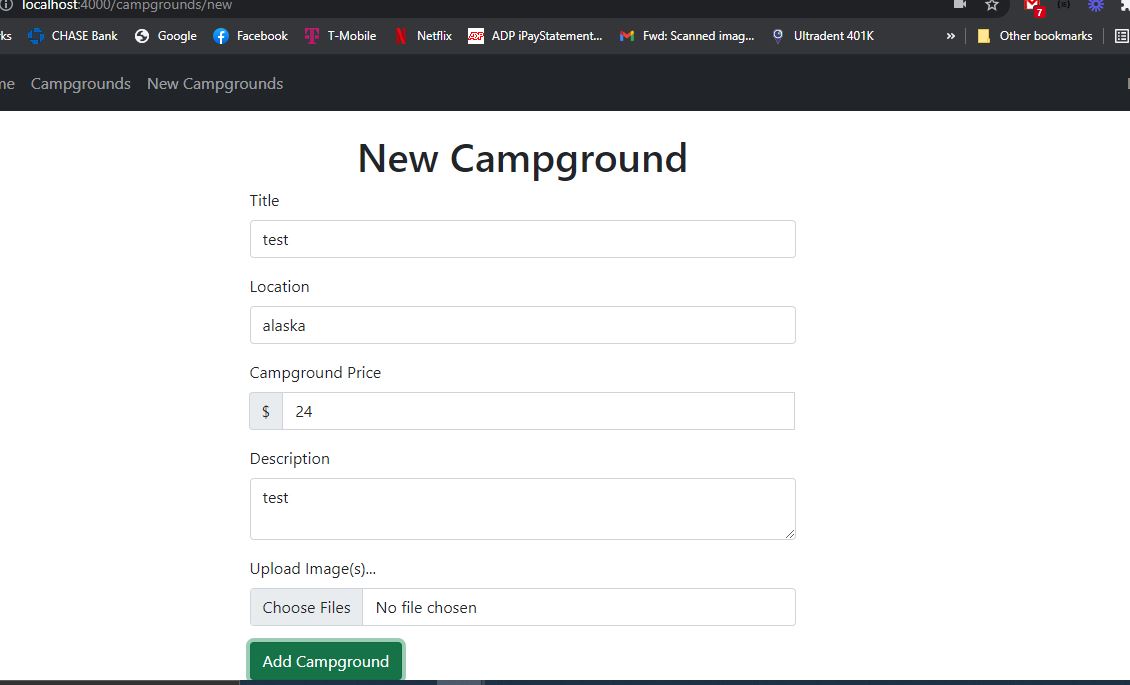 localhost:4000/campgrounds/new
7
ks CHASE Bank Google Facebook T-Mobile Netflix ADP ADP iPayStatement... Fwd: Scanned imag... Ultradent 401K » Other bookmarks
me Campgrounds New Campgrounds
New Campground
Title
test
Location
alaska
Campground Price
$ 24
Description
test
Upload Image(s)...
Choose Files No file chosen
Add Campground